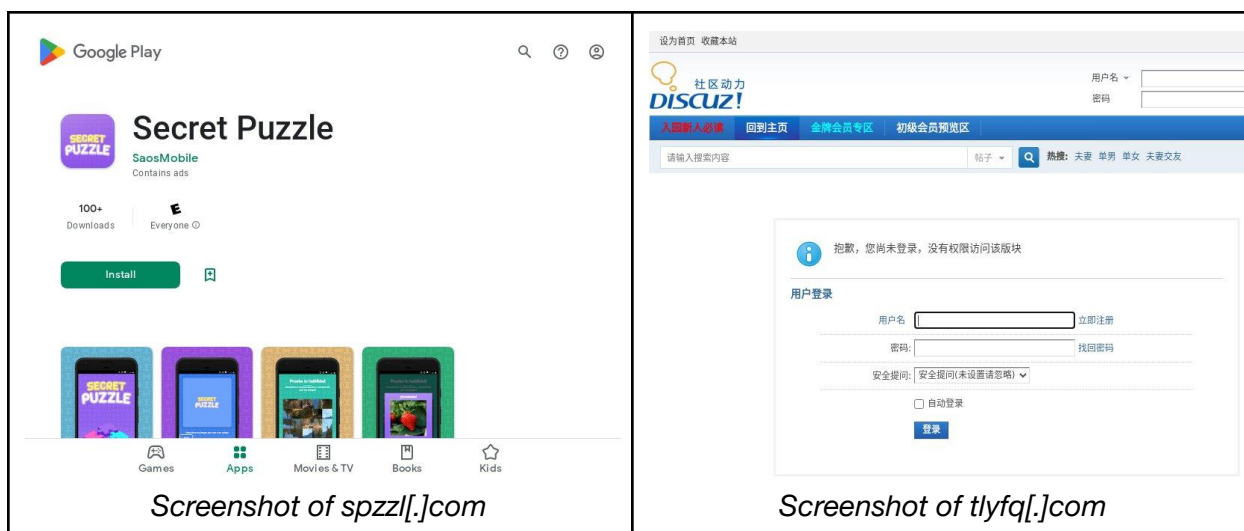 Google Play
Secret Puzzle
SECRET
PUZZLE
SaosMobile
Contains ads
100+
Downloads
E
Everyone
Install
SECRET
PUZZLE
SECRET
PUZZLE
Games
Apps
Movies & TV
Books
Kids
Screenshot of spzzl[.]com
设为首页 收藏本站
社区动力
DISCUZ!
用户名
密码
入园新人必读 回到主页 金牌会员专区 初级会员预览区
请输入搜索内容 帖子 热搜: 夫妻 单男 单女 夫妻交友
抱歉，您尚未登录，没有权限访问该版块
用户登录
用户名 立即注册
密码: 找回密码
安全提问: 安全提问(未设置请忽略)
自动登录
登录
Screenshot of tlyfq[.]com